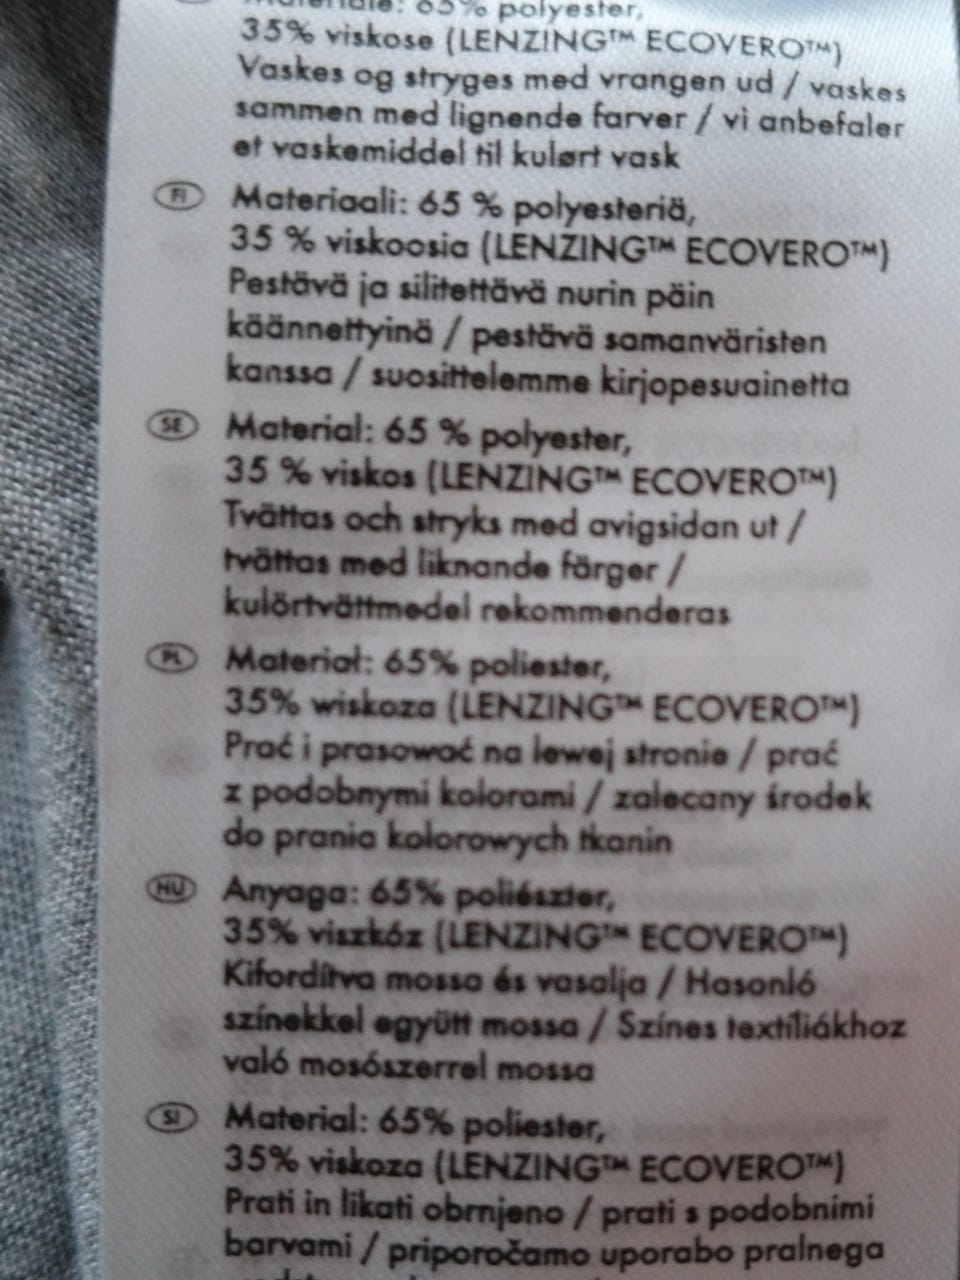 Materiale: 65% polyester,
35% viskose (LENZING™ ECOVERO™)
Vaskes og stryges med vrangen ud / vaskes
sammen med lignende farver / vi anbefaler
et vaskemiddel til kulørt vask
FI Materiaali: 65 % polyesteriä,
35 % viskoosia (LENZING™ ECOVERO™)
Pestävä ja silitettävä nurin päin
käännettyinä / pestävä samanväristen
kanssa / suosittelemme kirjopesuainetta
SE Material: 65 % polyester,
35 % viskos (LENZING™ ECOVERO™)
Tvättas och stryks med avigsidan ut /
tvättas med liknande färger /
kulörtvättmedel rekommenderas
PL Materiał: 65% poliester,
35% wiskoza (LENZING™ ECOVERO™)
Prać i prasować na lewej stronie / prać
z podobnymi kolorami / zalecany środek
do prania kolorowych tkanin
HU Anyaga: 65% poliészter,
35% viszkóz (LENZING™ ECOVERO™)
Kifordítva mossa és vasalja / Hasonló
színekkel együtt mossa / Színes textíliákhoz
való mosószerrel mossa
SI Material: 65% poliester,
35% viskoza (LENZING™ ECOVERO™)
Prati in likati obrnjeno / prati s podobnimi
barvami / priporočamo uporabo pralnega